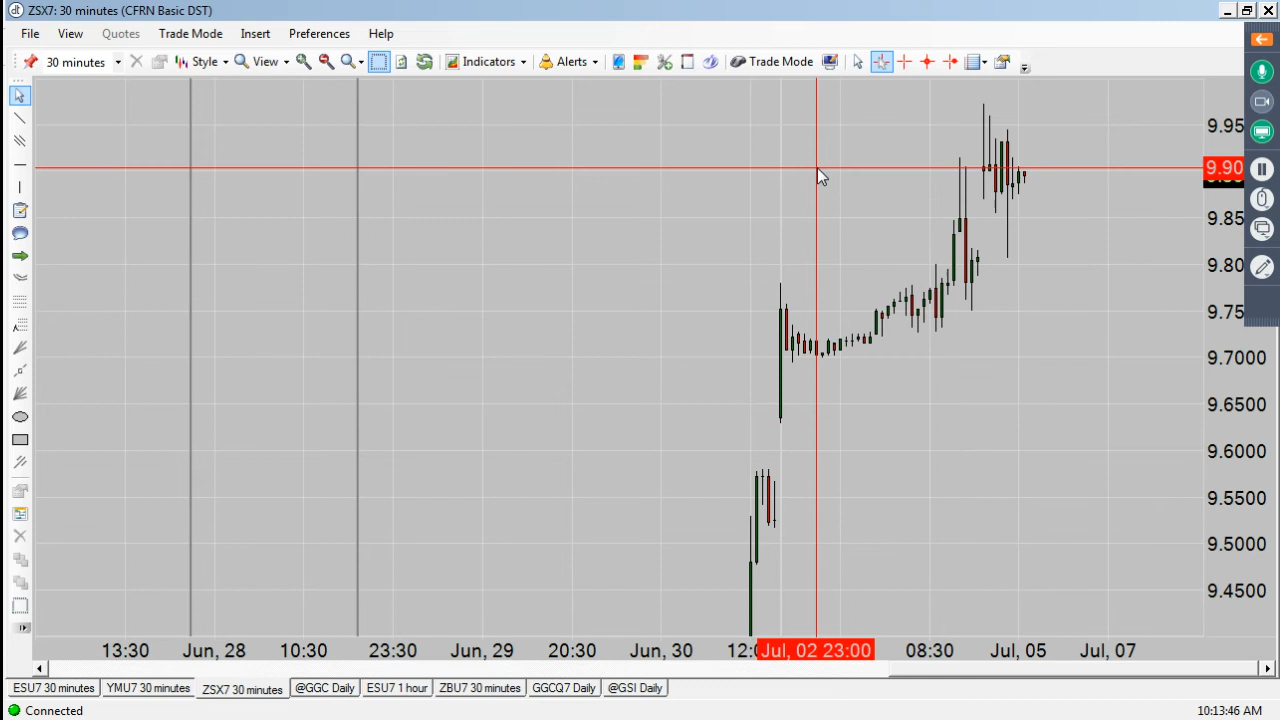 ZSX7: 30 minutes (CFRN Basic DST)
File View Quotes Trade Mode Insert Preferences Help
30 minutes Style View Indicators Alerts Trade Mode
9.95
9.90
9.85
9.80
9.75
9.7000
9.6500
9.6000
9.5500
9.5000
9.4500
13:30 Jun, 28 10:30 23:30 Jun, 29 20:30 Jun, 30 Jul, 02 23:00 08:30 Jul, 05 Jul, 07
ESU7 30 minutes YMU7 30 minutes ZSX7 30 minutes @GGC Daily ESU7 1 hour ZBU7 30 minutes GGCQ7 Daily @GSI Daily
Connected 10:13:46 AM